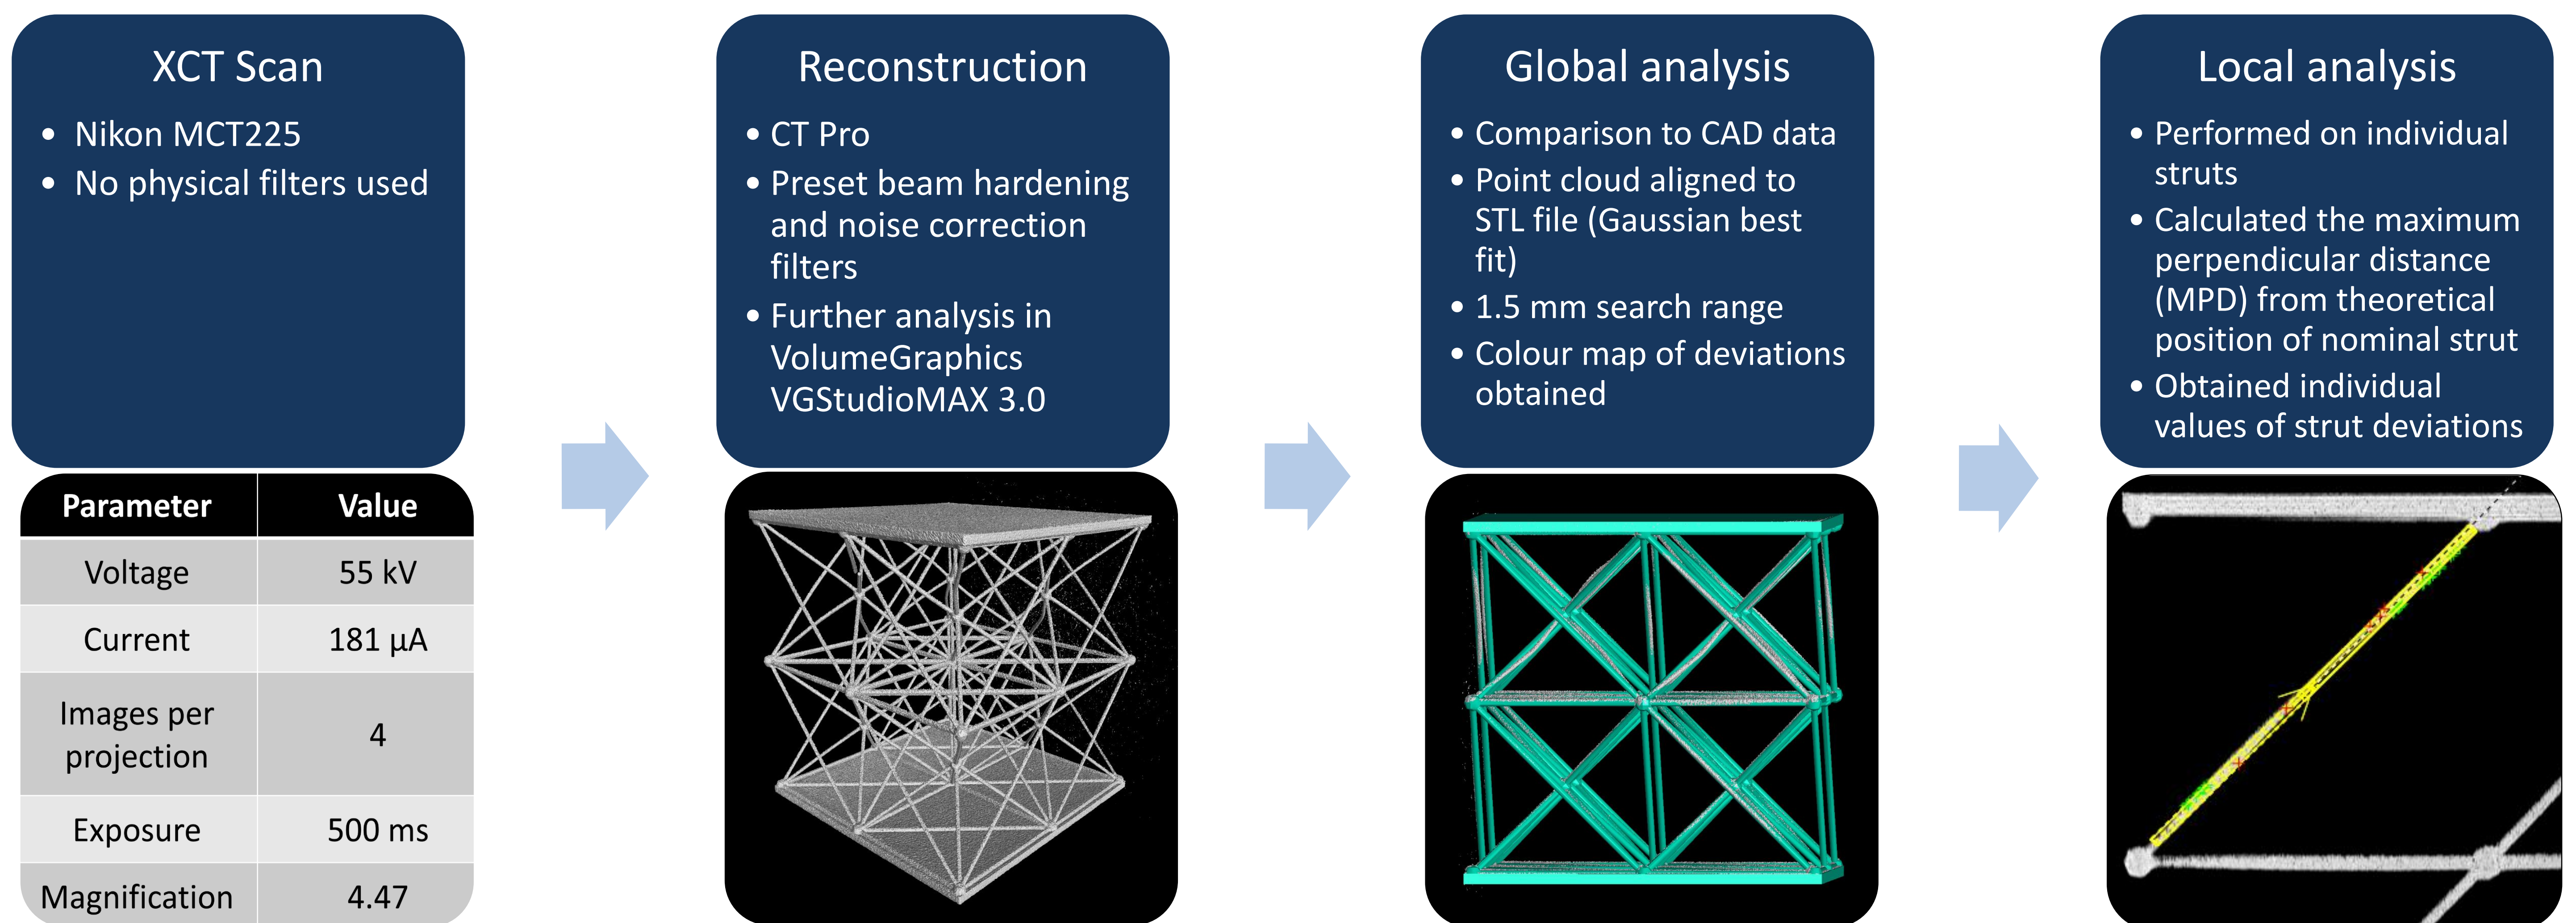 XCT Scan
• Nikon MCT225
• No physical filters used
Parameter Value
Voltage 55 kV
Current 181 µA
Images per
projection
4
Exposure 500 ms
Magnification 4.47
Reconstruction
• CT Pro
• Preset beam hardening
and noise correction
filters
• Further analysis in
VolumeGraphics
VGStudioMAX 3.0
Global analysis
• Comparison to CAD data
• Point cloud aligned to
STL file (Gaussian best
fit)
• 1.5 mm search range
• Colour map of deviations
obtained
Local analysis
• Performed on individual
struts
• Calculated the maximum
perpendicular distance
(MPD) from theoretical
position of nominal strut
• Obtained individual
values of strut deviations